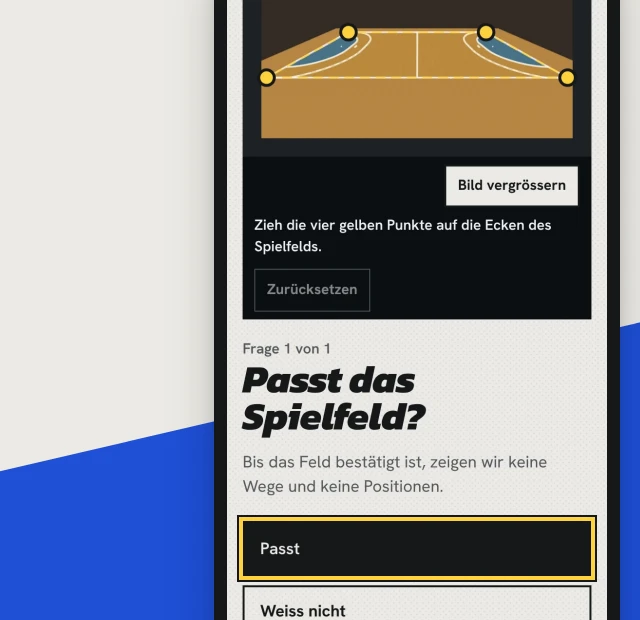 Bild vergrössern
Zieh die vier gelben Punkte auf die Ecken des
Spielfelds.
Zurücksetzen
Frage 1 von 1
Passt das
Spielfeld?
Bis das Feld bestätigt ist, zeigen wir keine
Wege und keine Positionen.
Passt
Weiss nicht